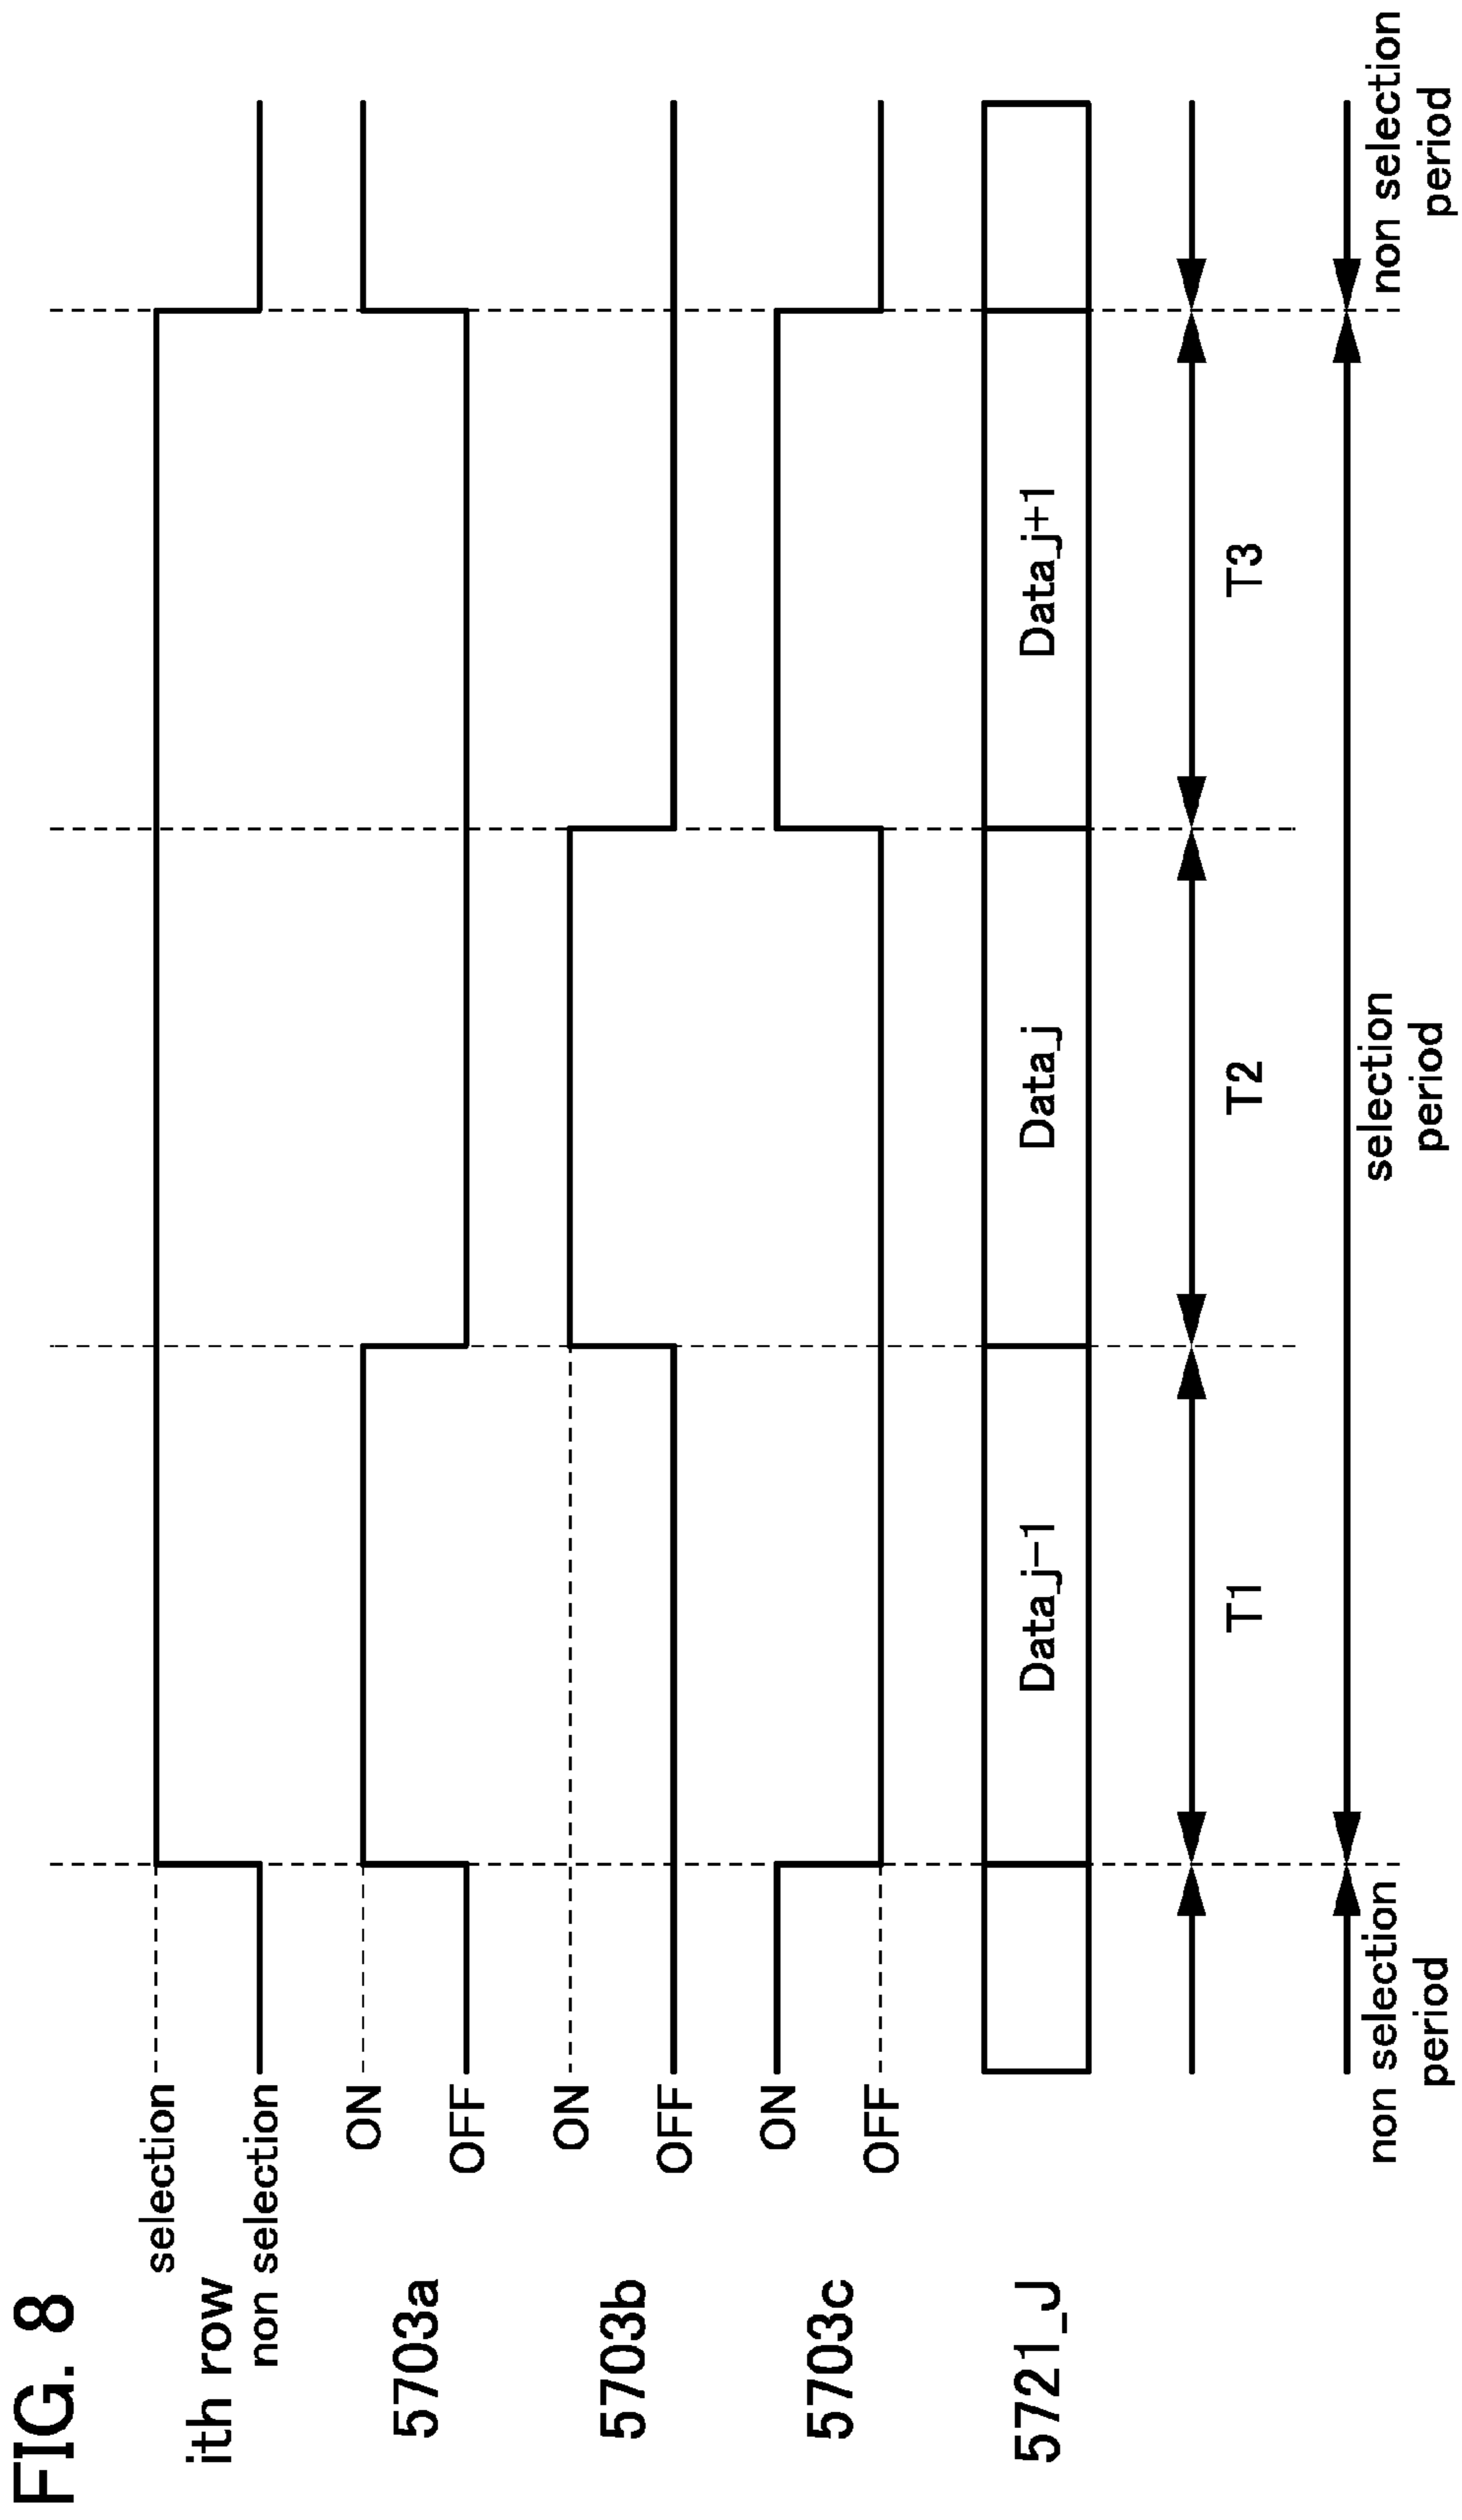 FIG. 8
selection
ith row
non selection
ON
5703a
OFF
ON
5703b
OFF
ON
5703c
OFF
5721_J
Data_j-1
Data_j
Data_j+1
T1
T2
T3
non selection
period
selection
period
non selection
period